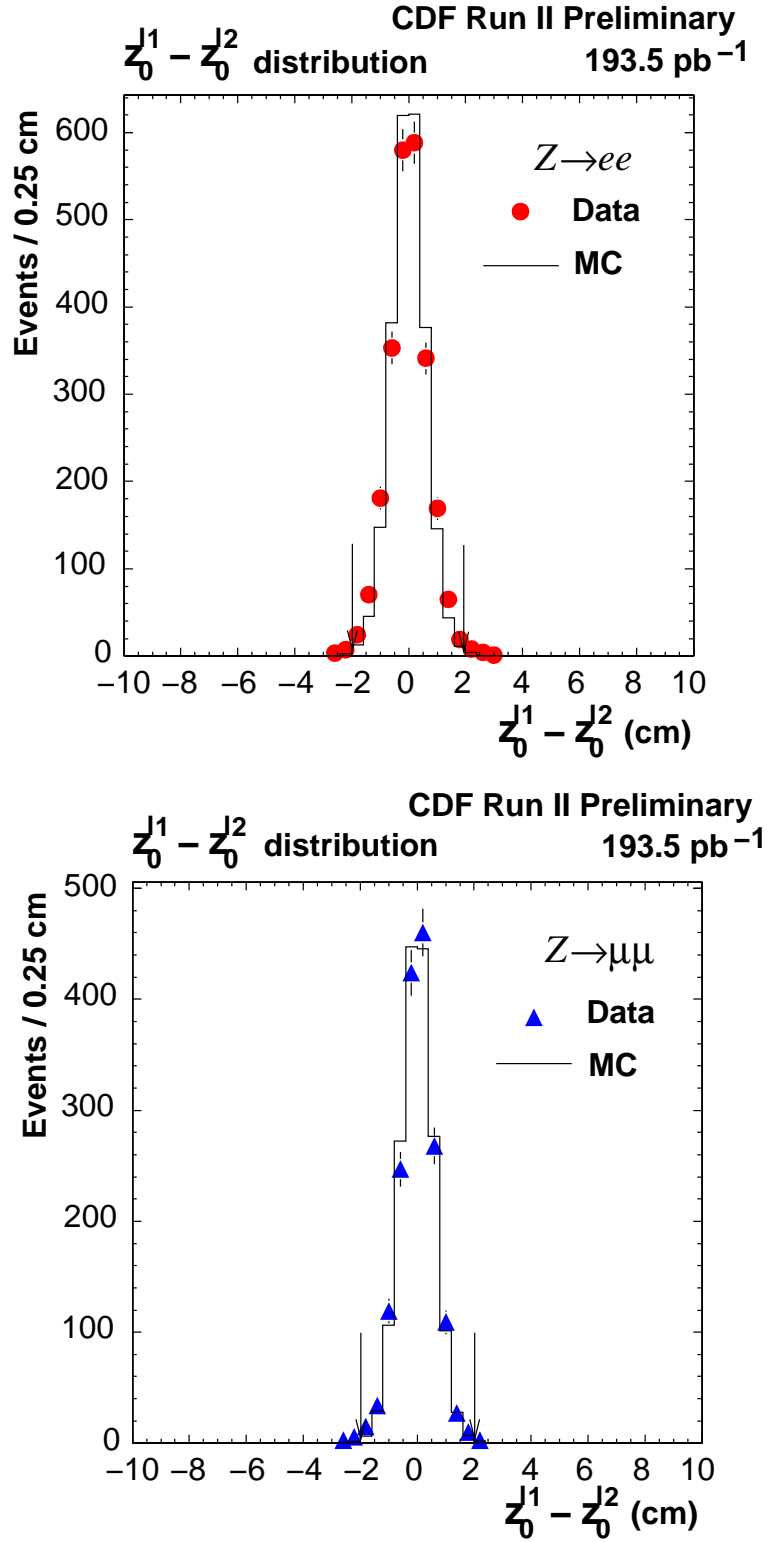 CDF Run II Preliminary
z₀ˡ¹ − z₀ˡ² distribution 193.5 pb⁻¹
Events / 0.25 cm
600
500
400
300
200
100
0
Z→ee
Data
MC
−10 −8 −6 −4 −2 0 2 4 6 8 10
z₀ˡ¹ − z₀ˡ² (cm)
CDF Run II Preliminary
z₀ˡ¹ − z₀ˡ² distribution 193.5 pb⁻¹
Events / 0.25 cm
500
400
300
200
100
0
Z→μμ
Data
MC
−10 −8 −6 −4 −2 0 2 4 6 8 10
z₀ˡ¹ − z₀ˡ² (cm)